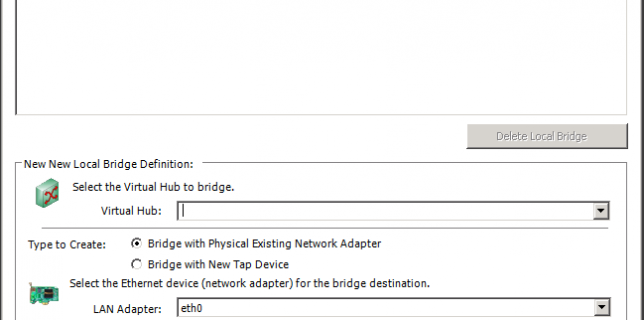 Delete Local Bridge
New New Local Bridge Definition:
Select the Virtual Hub to bridge.
Virtual Hub:
Type to Create: Bridge with Physical Existing Network Adapter
Bridge with New Tap Device
Select the Ethernet device (network adapter) for the bridge destination.
LAN Adapter: eth0